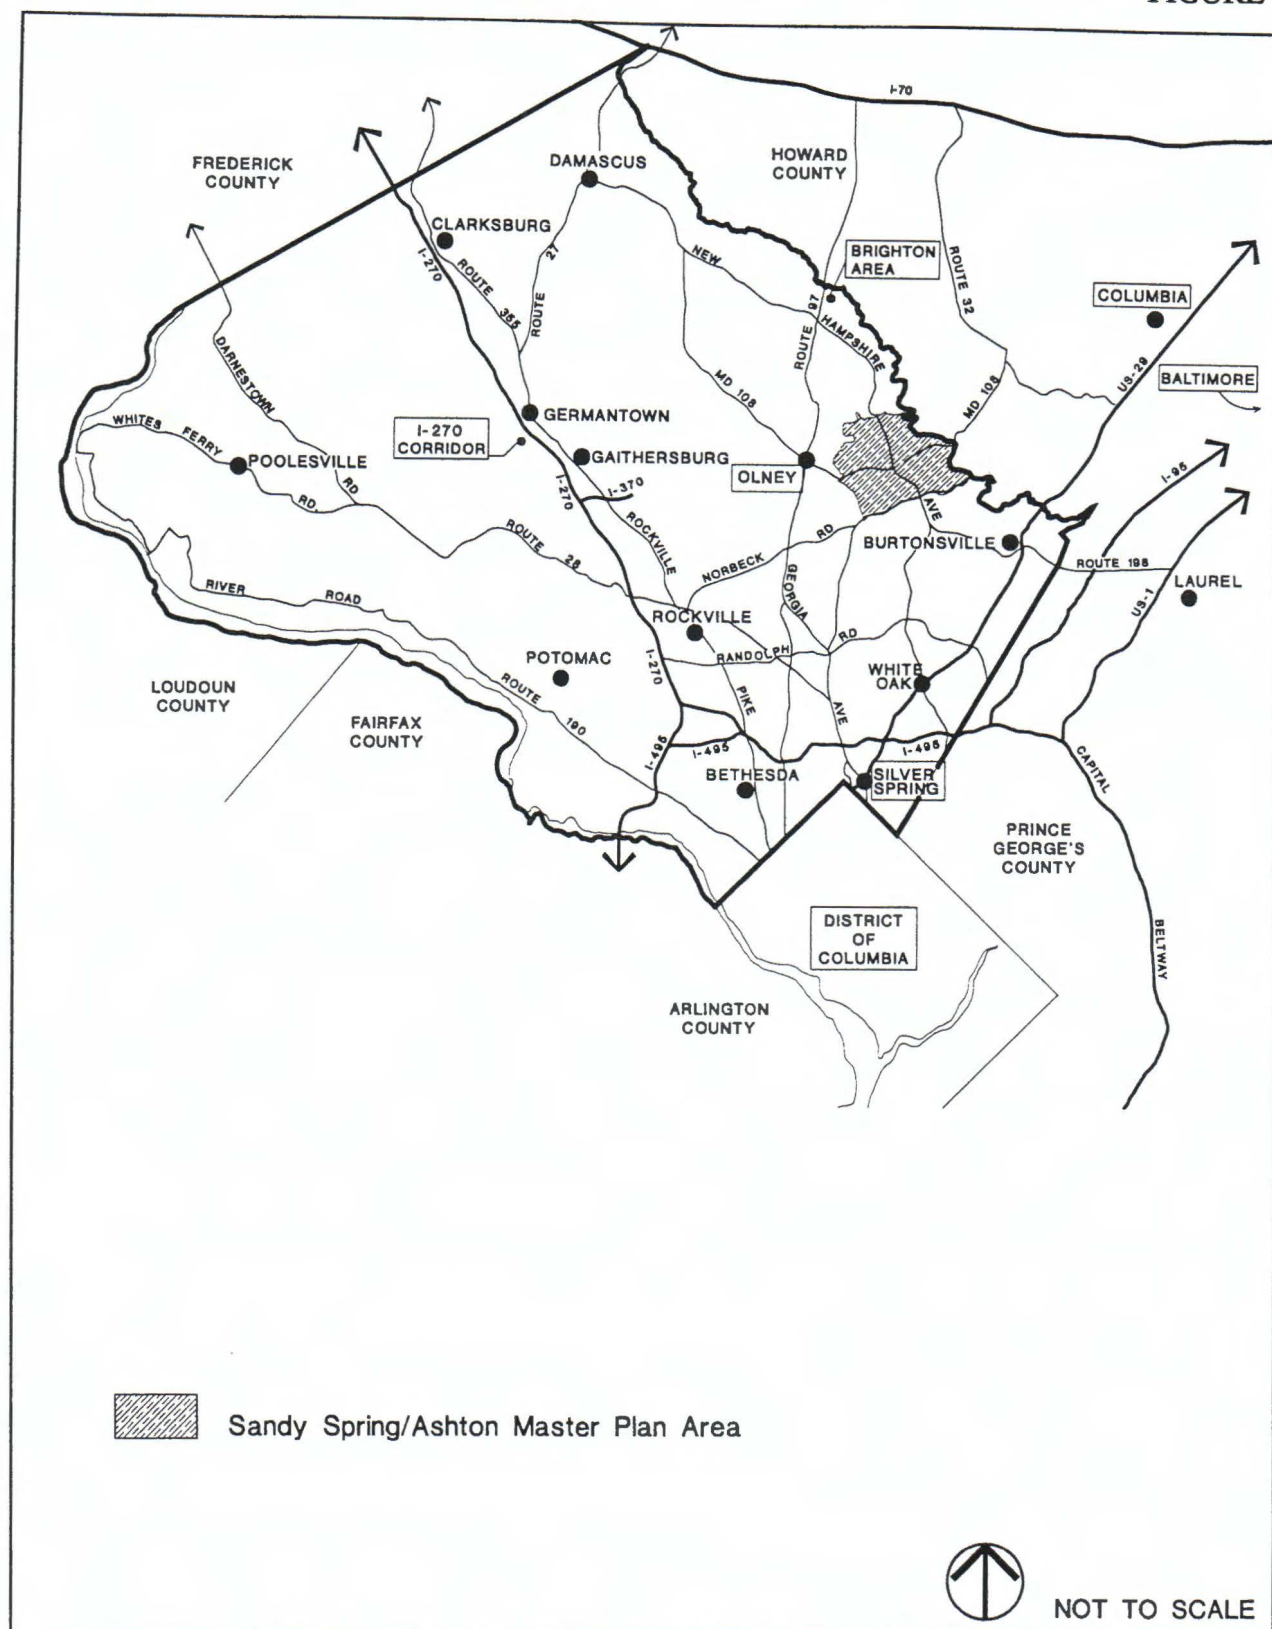 FIGURE
I-70
FREDERICK
COUNTY
DAMASCUS
HOWARD
COUNTY
CLARKSBURG
I-270
ROUTE 355
ROUTE 27
NEW
HAMPSHIRE
AVE
BRIGHTON
AREA
ROUTE 97
ROUTE 32
COLUMBIA
US-29
BALTIMORE
DARNESTOWN
RD
MD 108
MD 108
WHITES FERRY
RD.
POOLESVILLE
GERMANTOWN
I-270
CORRIDOR
GAITHERSBURG
I-270
I-370
OLNEY
I-95
ROUTE 28
ROCKVILLE
PIKE
NORBECK RD
BURTONSVILLE
ROUTE 198
LAUREL
US-1
RIVER ROAD
ROCKVILLE
GEORGIA
AVE
RANDOLPH RD
POTOMAC
I-270
WHITE
OAK
LOUDOUN
COUNTY
FAIRFAX
COUNTY
ROUTE 190
I-495
I-495
I-495
BETHESDA
SILVER
SPRING
CAPITAL
BELTWAY
PRINCE
GEORGE'S
COUNTY
DISTRICT
OF
COLUMBIA
ARLINGTON
COUNTY
Sandy Spring/Ashton Master Plan Area
NOT TO SCALE